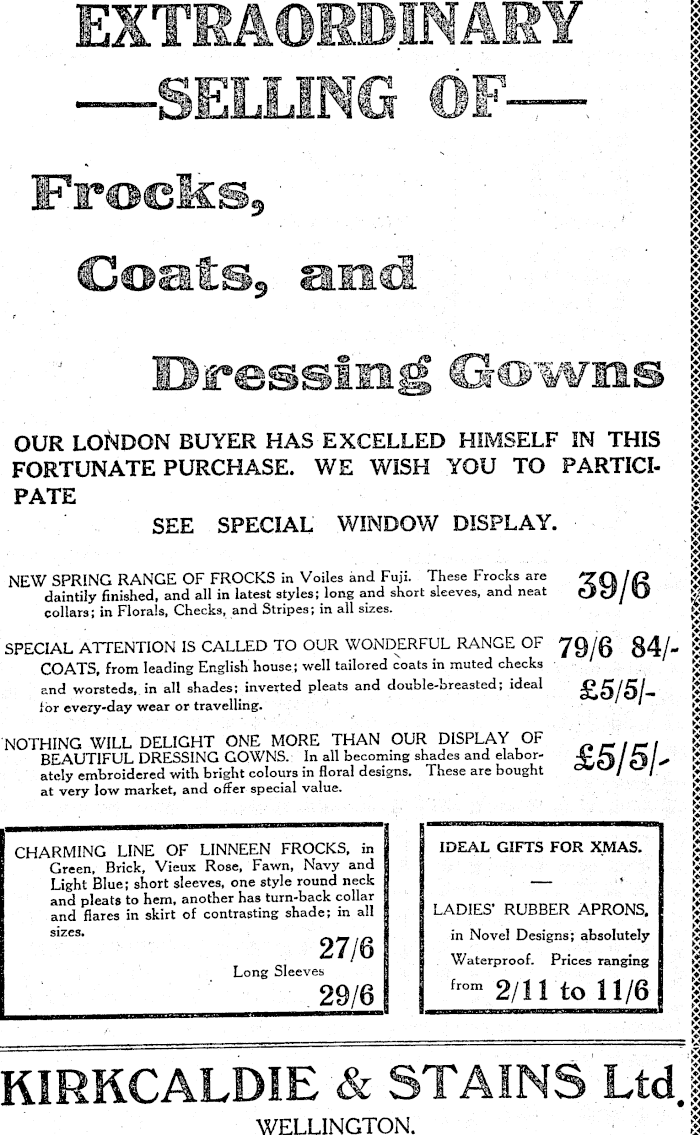 EXTRAORDINARY
—SELLING OF—
Frocks,
Coats, and
Dressing Gowns
OUR LONDON BUYER HAS EXCELLED HIMSELF IN THIS
FORTUNATE PURCHASE. WE WISH YOU TO PARTICI-
PATE
SEE SPECIAL WINDOW DISPLAY.
NEW SPRING RANGE OF FROCKS in Voiles and Fuji. These Frocks are
daintily finished, and all in latest styles; long and short sleeves, and neat
collars; in Florals, Checks, and Stripes; in all sizes.
39/6
SPECIAL ATTENTION IS CALLED TO OUR WONDERFUL RANGE OF
COATS, from leading English house; well tailored coats in muted checks
and worsteds, in all shades; inverted pleats and double-breasted; ideal
for every-day wear or travelling.
79/6 84/-
£5/5/-
NOTHING WILL DELIGHT ONE MORE THAN OUR DISPLAY OF
BEAUTIFUL DRESSING GOWNS. In all becoming shades and elabor-
ately embroidered with bright colours in floral designs. These are bought
at very low market, and offer special value.
£5/5/-
CHARMING LINE OF LINNEEN FROCKS, in
Green, Brick, Vieux Rose, Fawn, Navy and
Light Blue; short sleeves, one style round neck
and pleats to hem, another has turn-back collar
and flares in skirt of contrasting shade; in all
sizes.
27/6
Long Sleeves
29/6
IDEAL GIFTS FOR XMAS.
—
LADIES' RUBBER APRONS,
in Novel Designs; absolutely
Waterproof. Prices ranging
from 2/11 to 11/6
KIRKCALDIE & STAINS Ltd.
WELLINGTON.